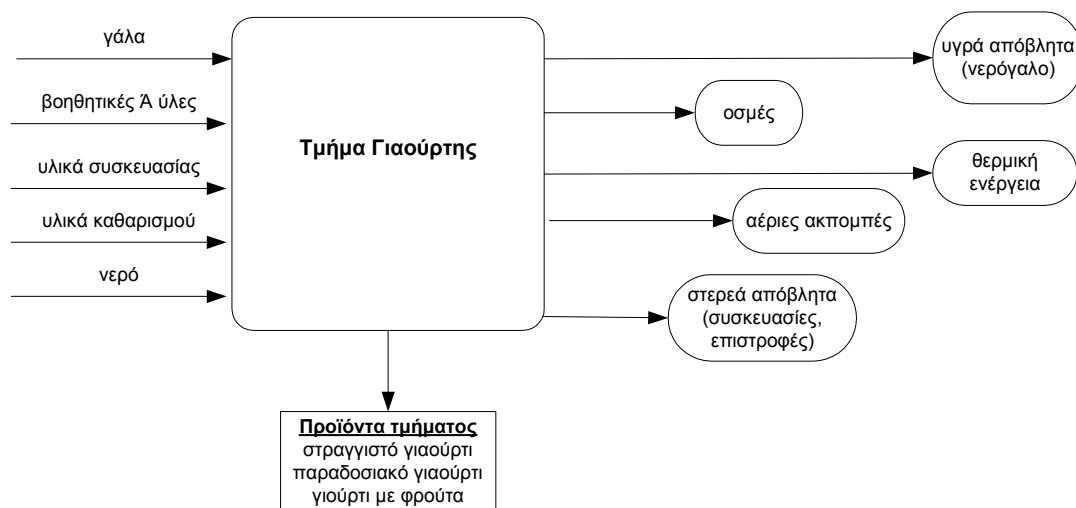 γάλα
βοηθητικές Ά ύλες
υλικά συσκευασίας
υλικά καθαρισμού
νερό
Τμήμα Γιαούρτης
υγρά απόβλητα
(νερόγαλο)
οσμές
θερμική
ενέργεια
αέριες ακπομπές
στερεά απόβλητα
(συσκευασίες,
επιστροφές)
Προϊόντα τμήματος
στραγγιστό γιαούρτι
παραδοσιακό γιαούρτι
γιούρτι με φρούτα